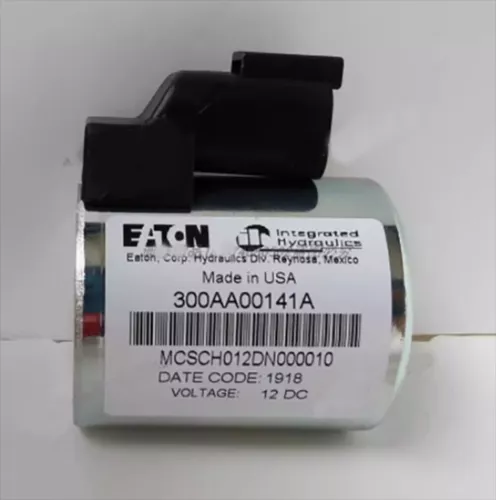 EATON Integrated Hydraulics
Eaton, Corp. Hydraulics Div. Reynosa, Mexico
Made in USA
300AA00141A
MCSCH012DN000010
DATE CODE: 1918
VOLTAGE: 12 DC